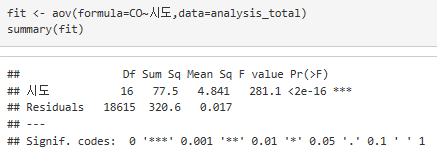 fit <- aov(formula=CO~시도,data=analysis_total)
summary(fit)
##                Df Sum Sq Mean Sq F value Pr(>F)
## 시도           16   77.5   4.841   281.1 <2e-16 ***
## Residuals   18615  320.6   0.017
## ---
## Signif. codes:  0 '***' 0.001 '**' 0.01 '*' 0.05 '.' 0.1 ' ' 1